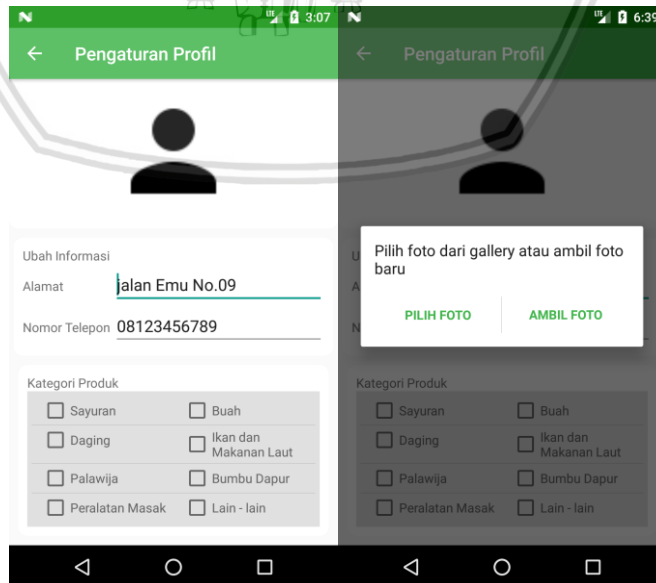 3:07
Pengaturan Profil
Ubah Informasi
Alamat jalan Emu No.09
Nomor Telepon 08123456789
Kategori Produk
Sayuran Buah
Daging Ikan dan
Makanan Laut
Palawija Bumbu Dapur
Peralatan Masak Lain - lain
6:39
Pengaturan Profil
Pilih foto dari gallery atau ambil foto
baru
PILIH FOTO AMBIL FOTO
Kategori Produk
Sayuran Buah
Daging Ikan dan
Makanan Laut
Palawija Bumbu Dapur
Peralatan Masak Lain - lain